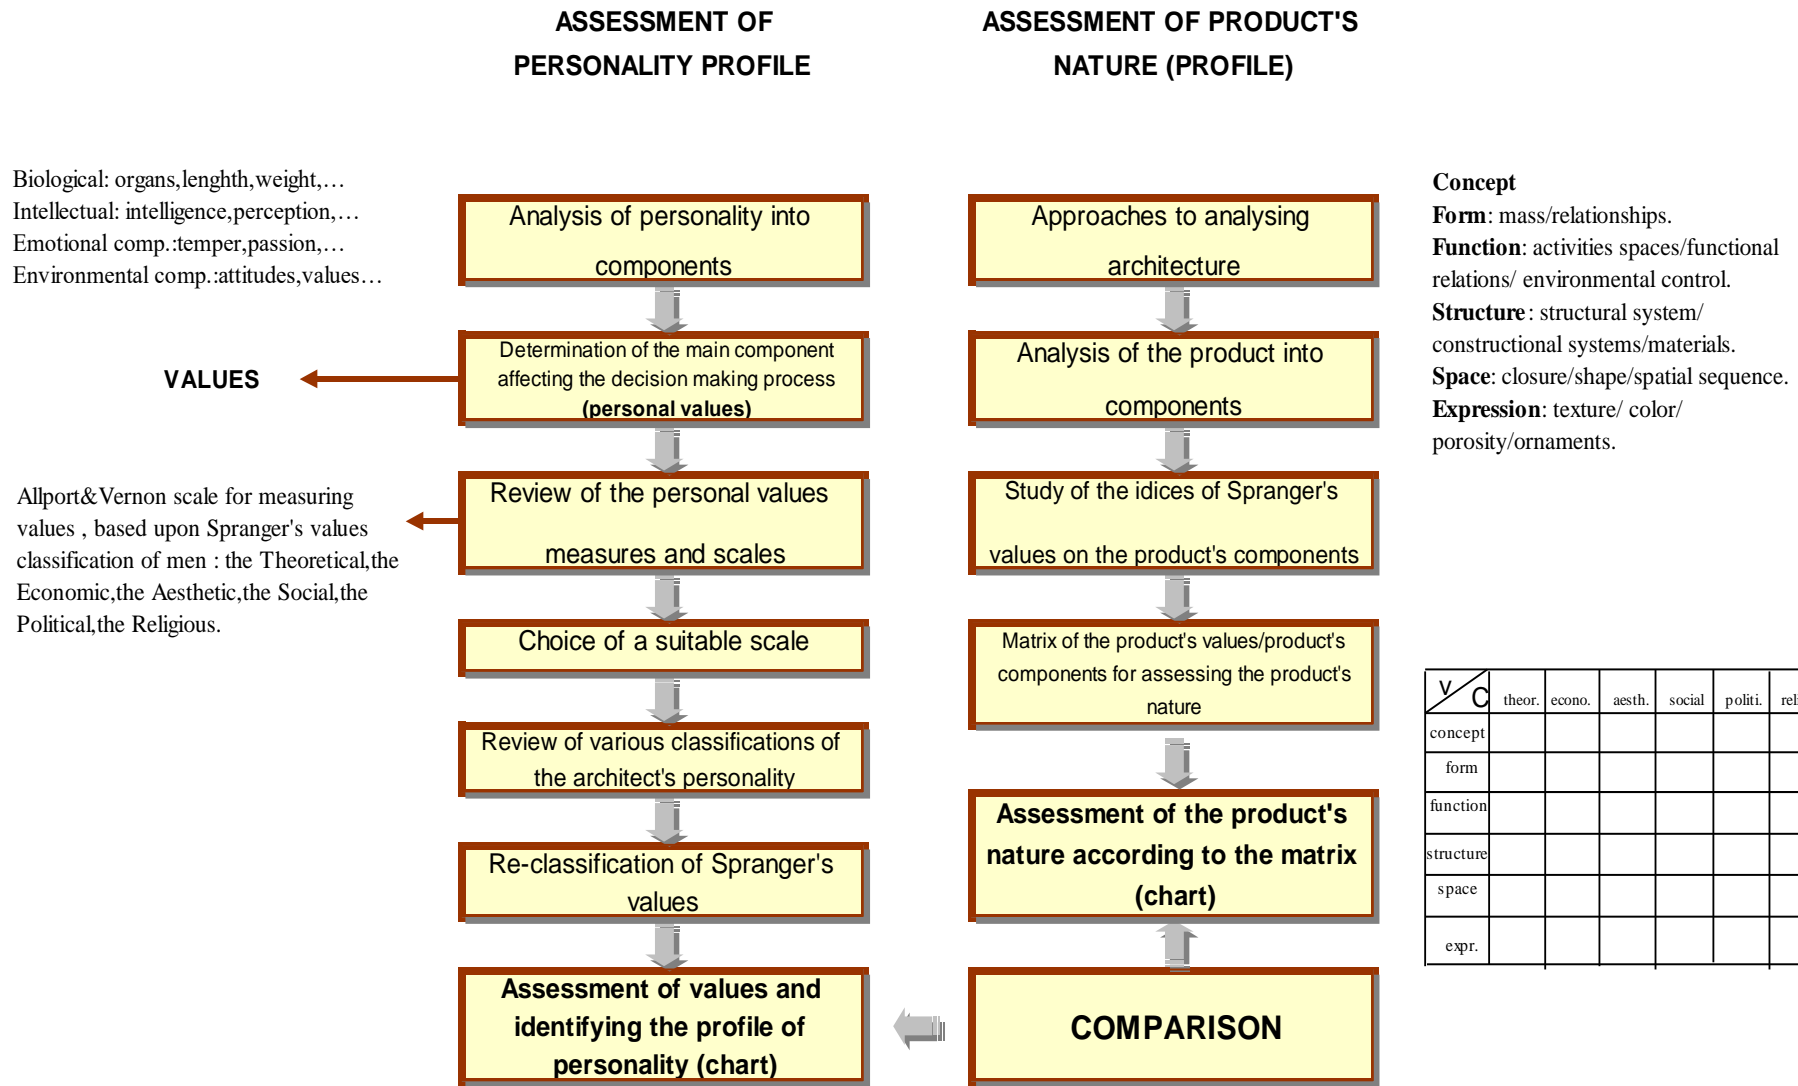 ASSESSMENT OF
PERSONALITY PROFILE
ASSESSMENT OF PRODUCT'S
NATURE (PROFILE)
Biological: organs,lenghth,weight,…
Intellectual: intelligence,perception,…
Emotional comp.:temper,passion,…
Environmental comp.:attitudes,values…
VALUES
Allport&Vernon scale for measuring
values , based upon Spranger's values
classification of men : the Theoretical,the
Economic,the Aesthetic,the Social,the
Political,the Religious.
Analysis of personality into
components
Determination of the main component
affecting the decision making process
(personal values)
Review of the personal values
measures and scales
Choice of a suitable scale
Review of various classifications of
the architect's personality
Re-classification of Spranger's
values
Assessment of values and
identifying the profile of
personality (chart)
Approaches to analysing
architecture
Analysis of the product into
components
Study of the idices of Spranger's
values on the product's components
Matrix of the product's values/product's
components for assessing the product's
nature
Assessment of the product's
nature according to the matrix
(chart)
COMPARISON
Concept
Form: mass/relationships.
Function: activities spaces/functional
relations/ environmental control.
Structure: structural system/
constructional systems/materials.
Space: closure/shape/spatial sequence.
Expression: texture/ color/
porosity/ornaments.
V C theor. econo. aesth. social politi.
concept
form
function
structure
space
expr.